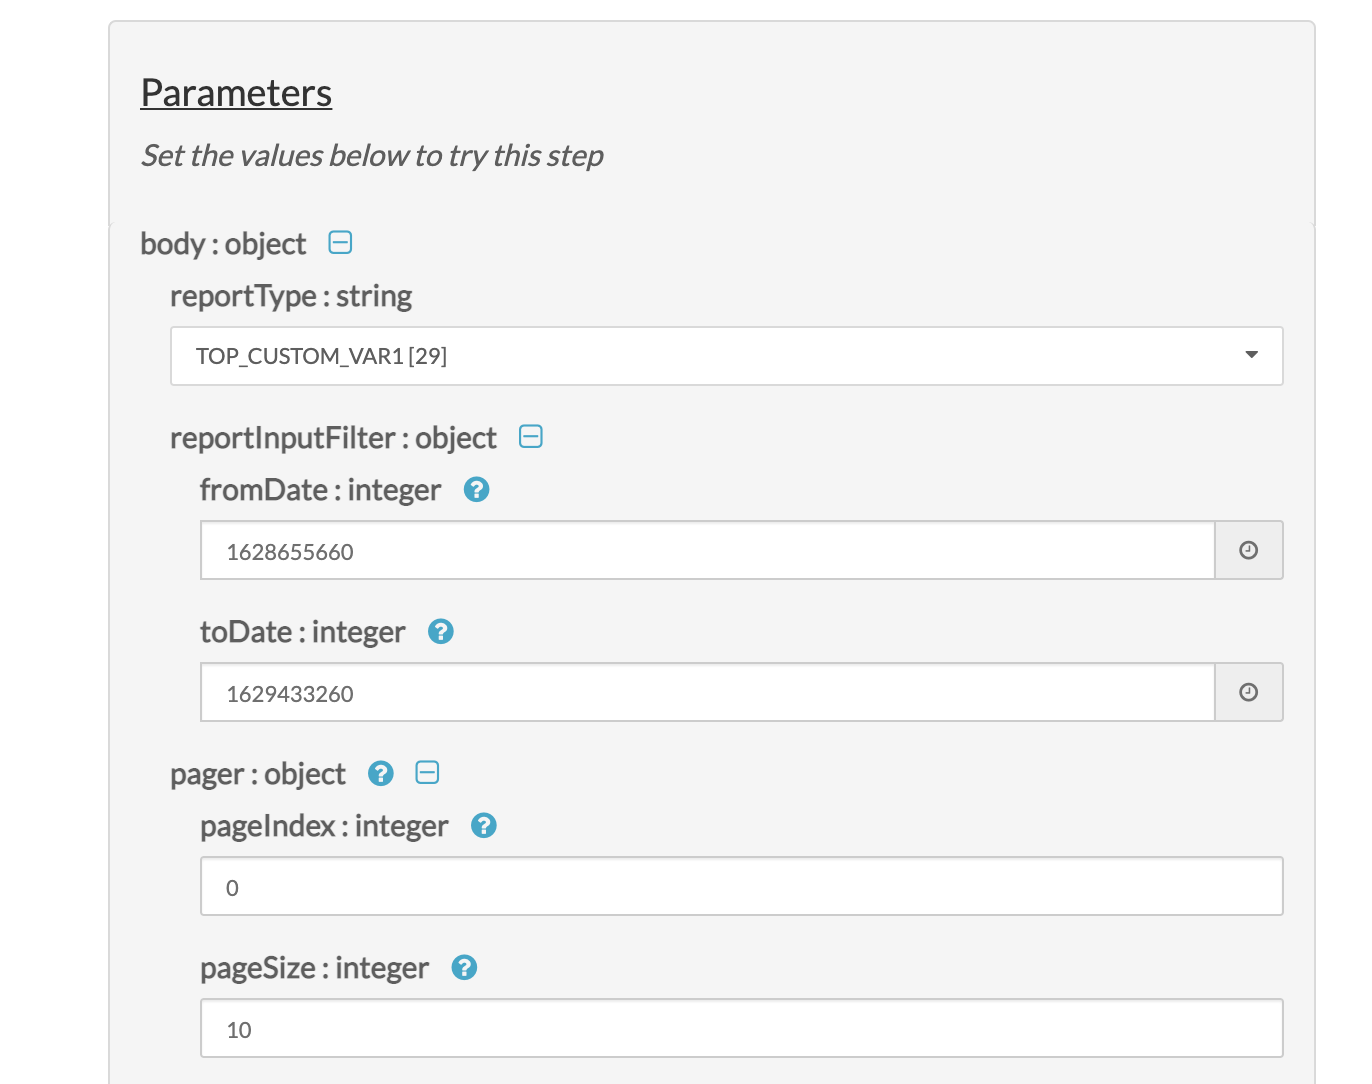 Parameters
Set the values below to try this step
body : object
reportType : string
TOP_CUSTOM_VAR1 [29]
reportInputFilter : object
fromDate : integer ?
1628655660
toDate : integer ?
1629433260
pager : object ?
pageIndex : integer ?
0
pageSize : integer ?
10